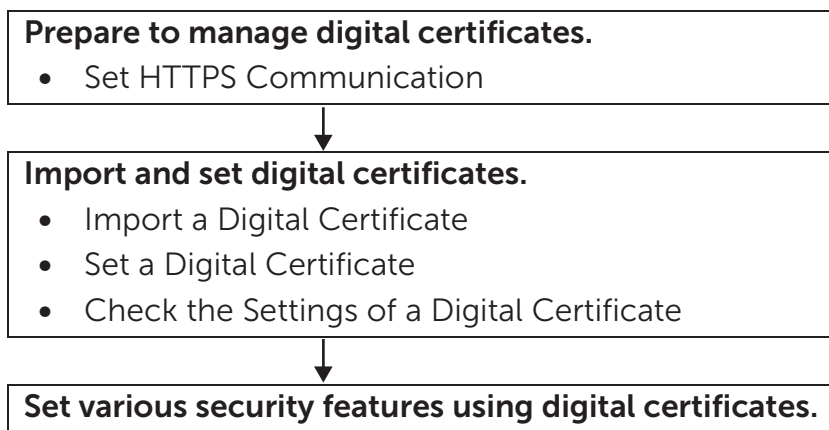 Prepare to manage digital certificates.
• Set HTTPS Communication
Import and set digital certificates.
• Import a Digital Certificate
• Set a Digital Certificate
• Check the Settings of a Digital Certificate
Set various security features using digital certificates.